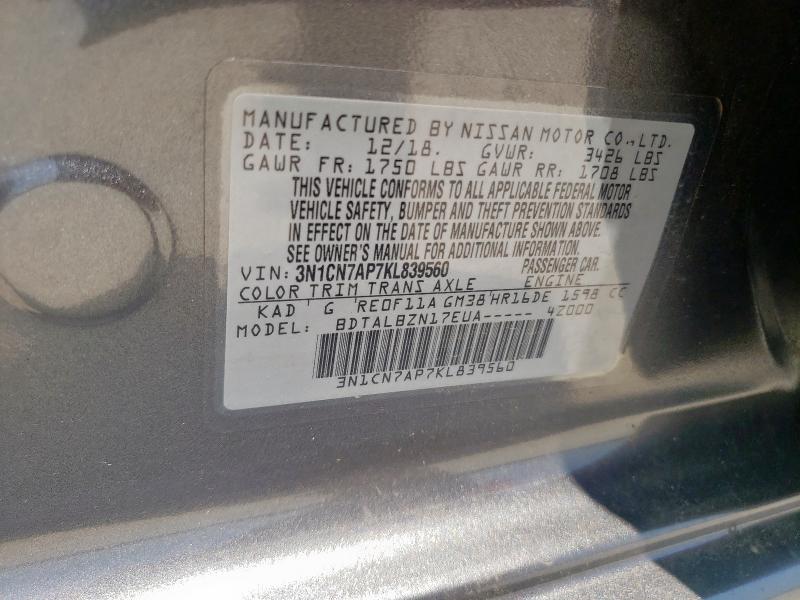 MANUFACTURED BY NISSAN MOTOR CO.,LTD.
DATE: 12/18. GVWR: 3426 LBS
GAWR FR: 1750 LBS GAWR RR: 1708 LBS
THIS VEHICLE CONFORMS TO ALL APPLICABLE FEDERAL MOTOR
VEHICLE SAFETY, BUMPER AND THEFT PREVENTION STANDARDS
IN EFFECT ON THE DATE OF MANUFACTURE SHOWN ABOVE.
SEE OWNER'S MANUAL FOR ADDITIONAL INFORMATION.
VIN: 3N1CN7AP7KL839560 PASSENGER CAR.
COLOR TRIM TRANS AXLE ENGINE
KAD ' G 'RE0F11A GM38'HR16DE 1598 CC
MODEL: BDTALBZN17EUA----- 4Z000
3N1CN7AP7KL839560